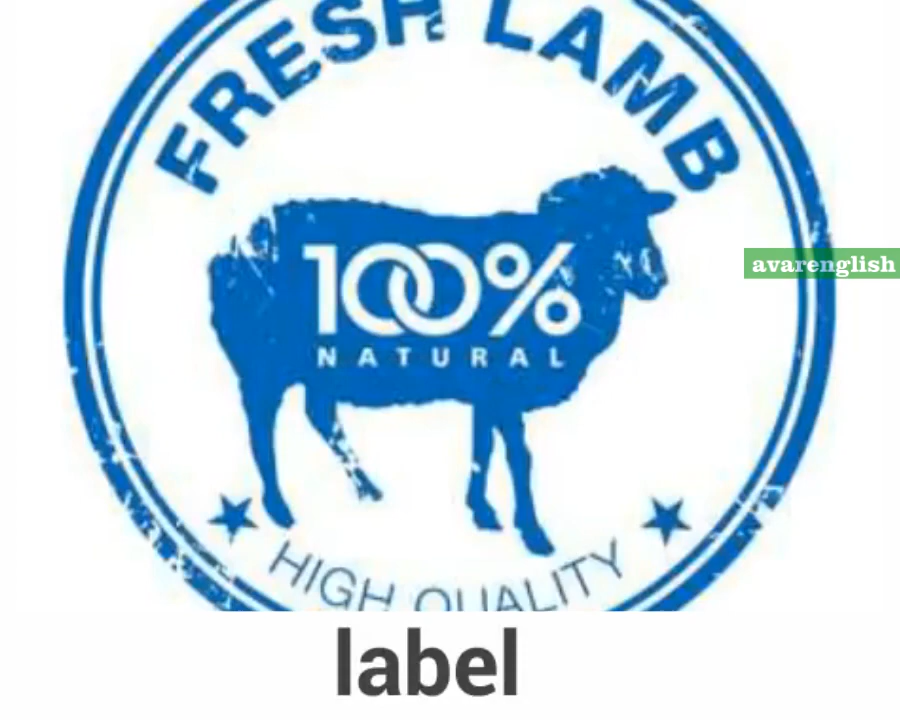 FRESH LAMB
100%
NATURAL
avarenglish
HIGH QUALITY
label